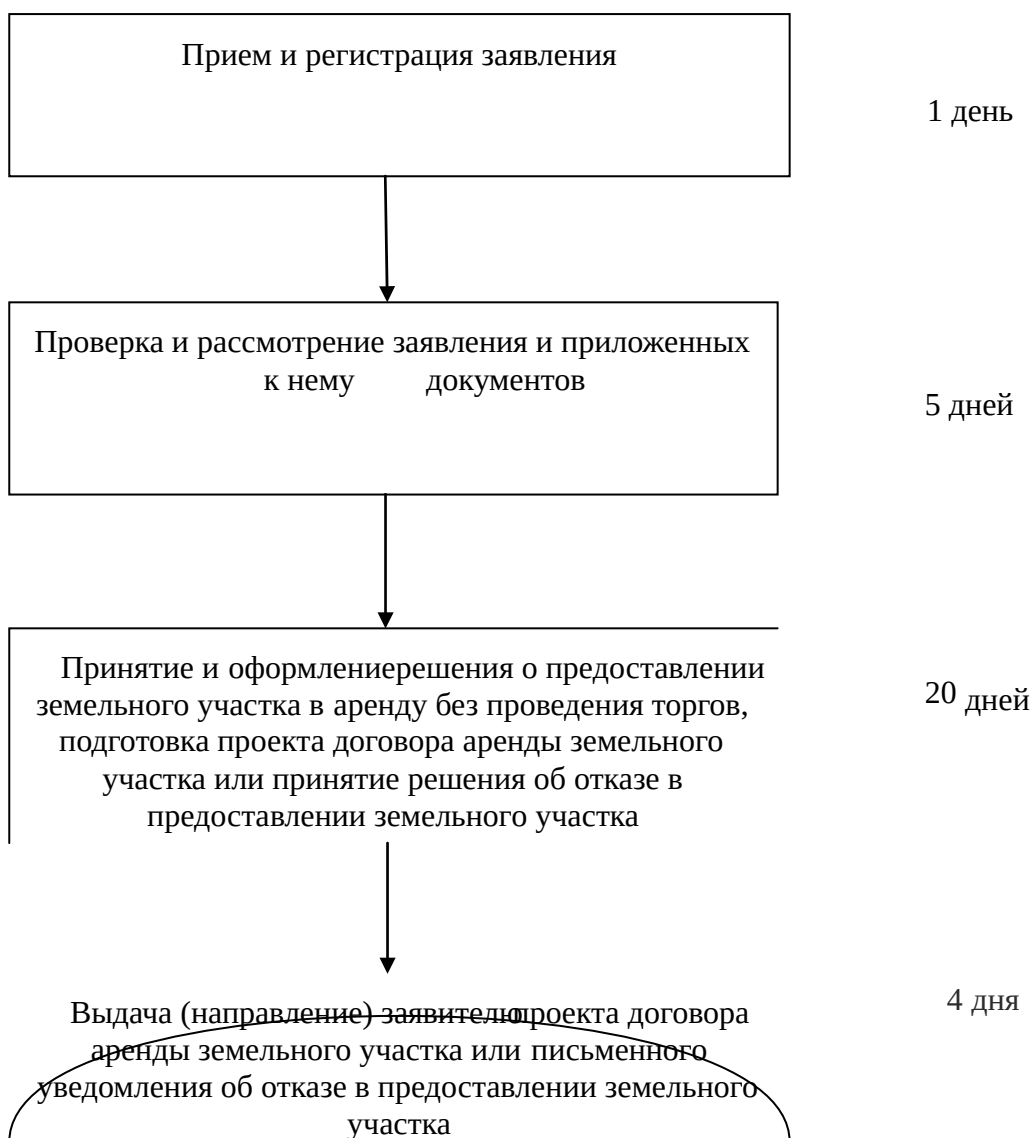 Прием и регистрация заявления
1 день
Проверка и рассмотрение заявления и приложенных
к нему документов
5 дней
Принятие и оформлениерешения о предоставлении
земельного участка в аренду без проведения торгов,
подготовка проекта договора аренды земельного
участка или принятие решения об отказе в
предоставлении земельного участка
20 дней
Выдача (направление) заявителюпроекта договора
аренды земельного участка или письменного
уведомления об отказе в предоставлении земельного
участка
4 дня